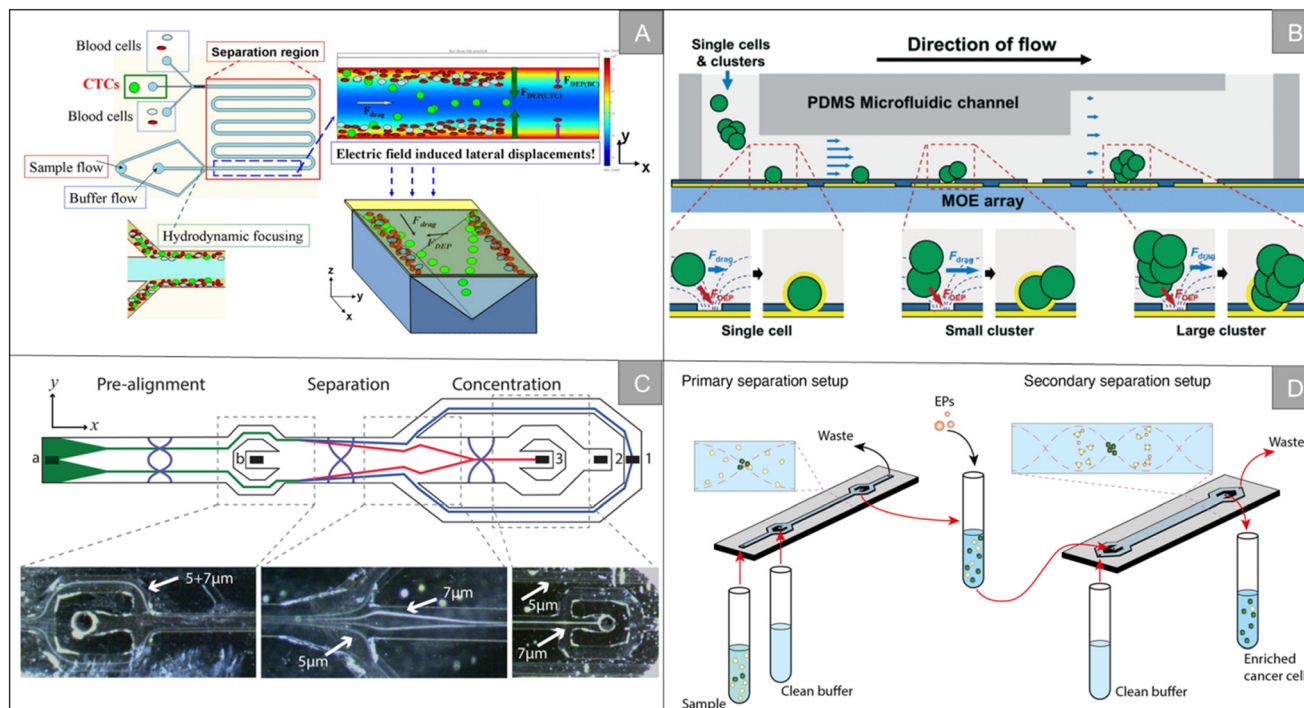 A
Blood cells
CTCs
Blood cells
Separation region
Sample flow
Buffer flow
Hydrodynamic focusing
F_DEP(CTC)
F_DEP(BC)
F_drag
y
x
Electric field induced lateral displacements!
F_drag
F_DEP
z
y
x
B
Single cells
& clusters
Direction of flow
PDMS Microfluidic channel
MOE array
F_drag
F_DEP
Single cell
F_drag
F_DEP
Small cluster
F_drag
F_DEP
Large cluster
C
y
x
Pre-alignment
Separation
Concentration
a
b
3
2
1
5+7μm
7μm
5μm
5μm
7μm
D
Primary separation setup
Secondary separation setup
EPs
Waste
Waste
Sample
Clean buffer
Clean buffer
Enriched
cancer cell